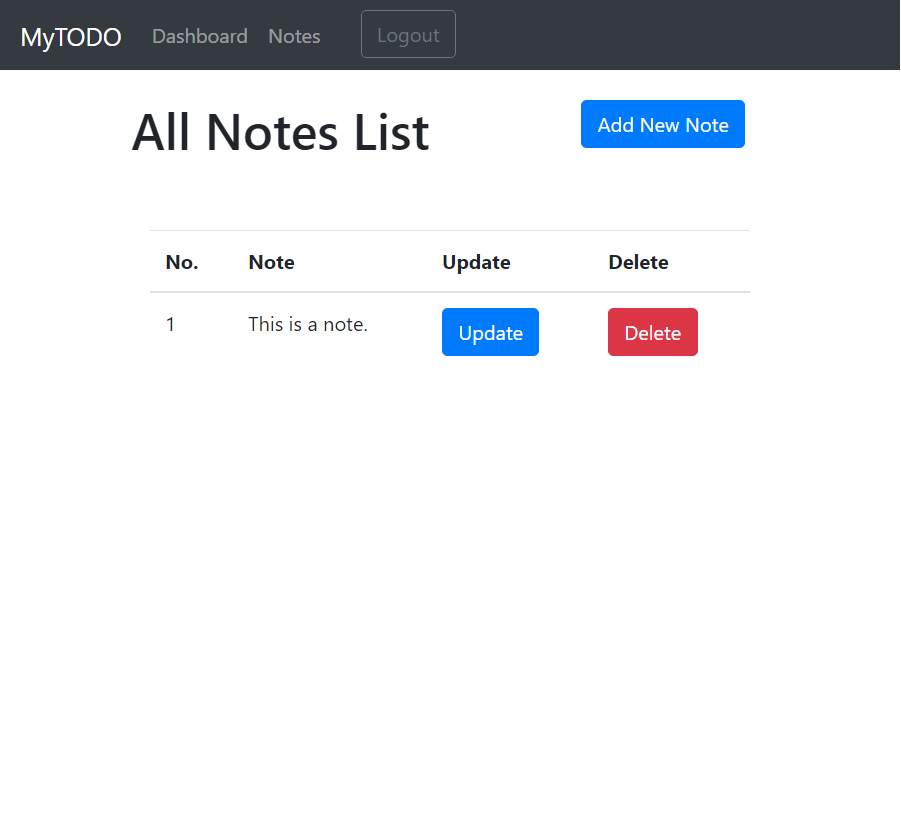 MyTODO Dashboard Notes Logout
All Notes List Add New Note
No. Note Update Delete
1 This is a note. Update Delete